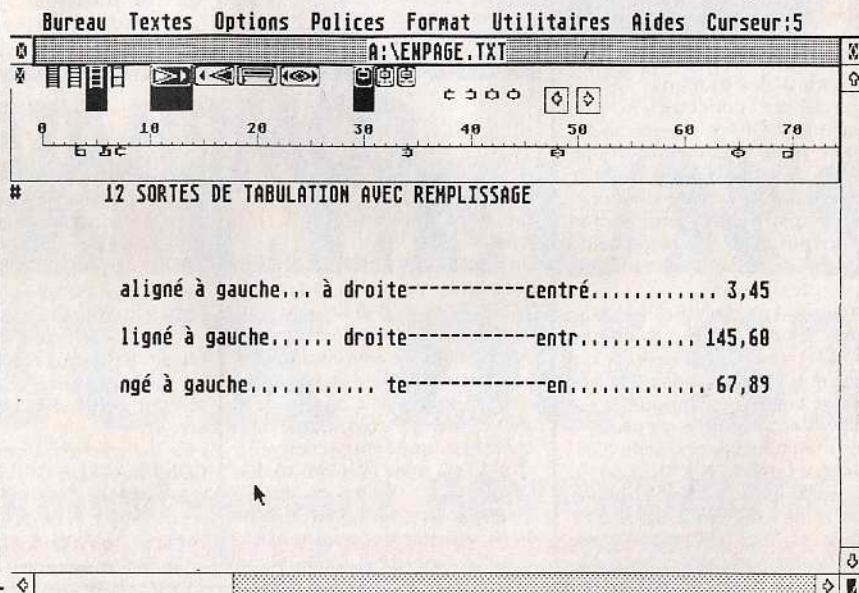 Bureau Textes Options Polices Format Utilitaires Aides Curseur:5
A:\ENPAGE.TXT
0 10 20 30 40 50 60 70
# 12 SORTES DE TABULATION AVEC REMPLISSAGE
aligné à gauche... à droite-----------centré............ 3,45
ligné à gauche...... droite------------entr........... 145,60
ngé à gauche............ te-------------en............. 67,89